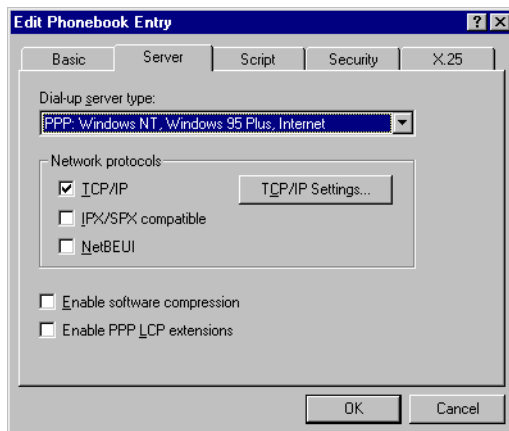 Edit Phonebook Entry
Basic Server Script Security X.25
Dial-up server type:
PPP: Windows NT, Windows 95 Plus, Internet
Network protocols
TCP/IP TCP/IP Settings...
IPX/SPX compatible
NetBEUI
Enable software compression
Enable PPP LCP extensions
OK Cancel